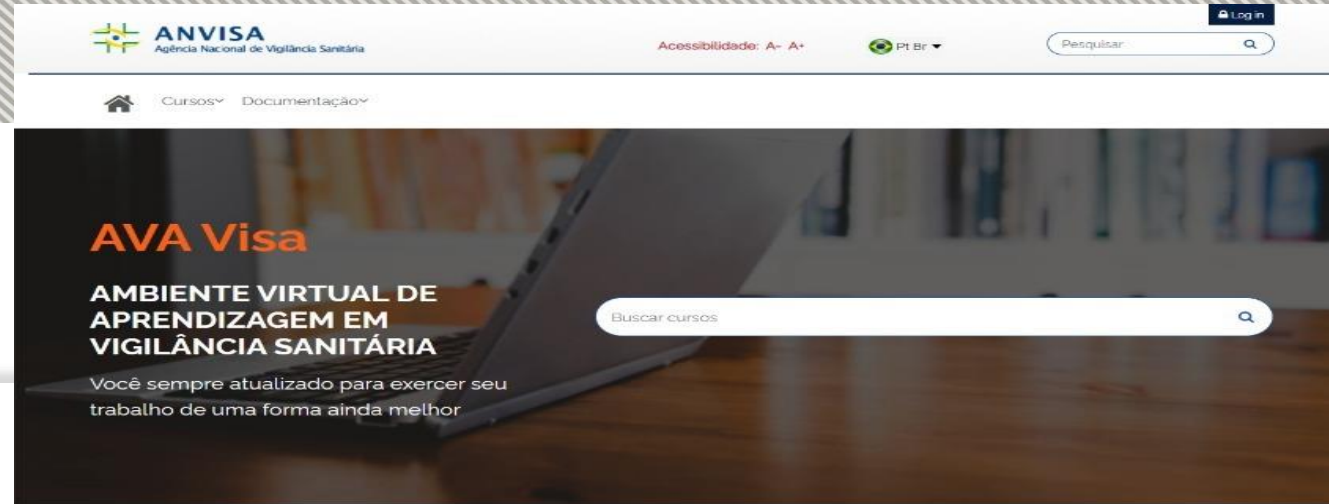 Log in
ANVISA
Agência Nacional de Vigilância Sanitária
Acessibilidade: A- A+
Pt Br
Pesquisar
Cursos Documentação
AVA Visa
AMBIENTE VIRTUAL DE
APRENDIZAGEM EM
VIGILÂNCIA SANITÁRIA
Buscar cursos
Você sempre atualizado para exercer seu
trabalho de uma forma ainda melhor